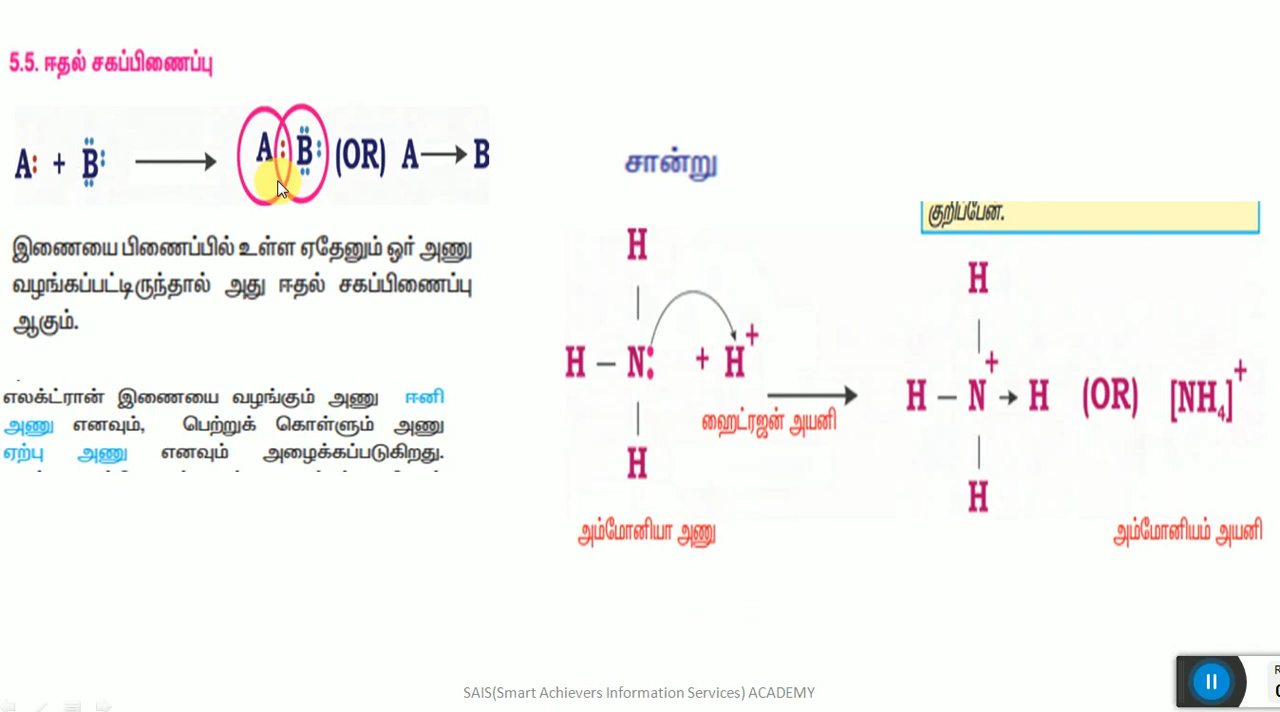 5.5. ஈதல் சகப்பிணைப்பு
A: + B: → A : B: (OR) A → B
இணையை பிணைப்பில் உள்ள ஏதேனும் ஓர் அணு
வழங்கப்பட்டிருந்தால் அது ஈதல் சகப்பிணைப்பு
ஆகும்.
எலக்ட்ரான் இணையை வழங்கும் அணு ஈனி
அணு எனவும், பெற்றுக் கொள்ளும் அணு
ஏற்பு அணு எனவும் அழைக்கப்படுகிறது.
சான்று
H
H – N: + H+
H
ஹைட்ரஜன் அயனி
அம்மோனியா அணு
குறிப்பேன்.
H
H – N+ → H (OR) [NH4]+
H
அம்மோனியம் அயனி
SAIS(Smart Achievers Information Services) ACADEMY